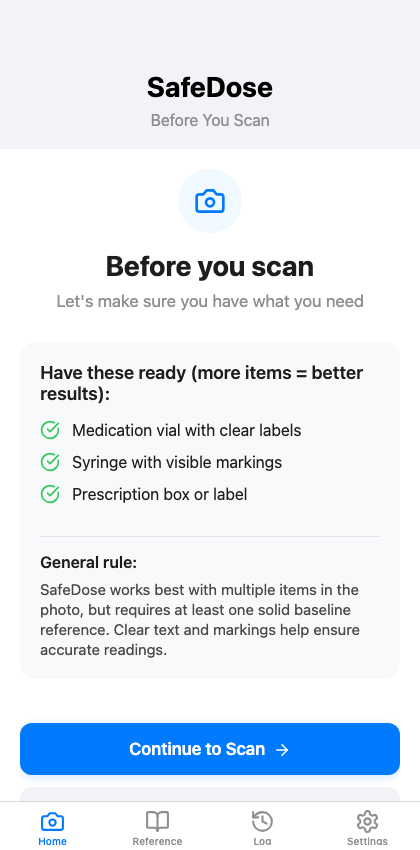 SafeDose
Before You Scan
Before you scan
Let's make sure you have what you need
Have these ready (more items = better
results):
Medication vial with clear labels
Syringe with visible markings
Prescription box or label
General rule:
SafeDose works best with multiple items in the
photo, but requires at least one solid baseline
reference. Clear text and markings help ensure
accurate readings.
Continue to Scan →
Home
Reference
Log
Settings